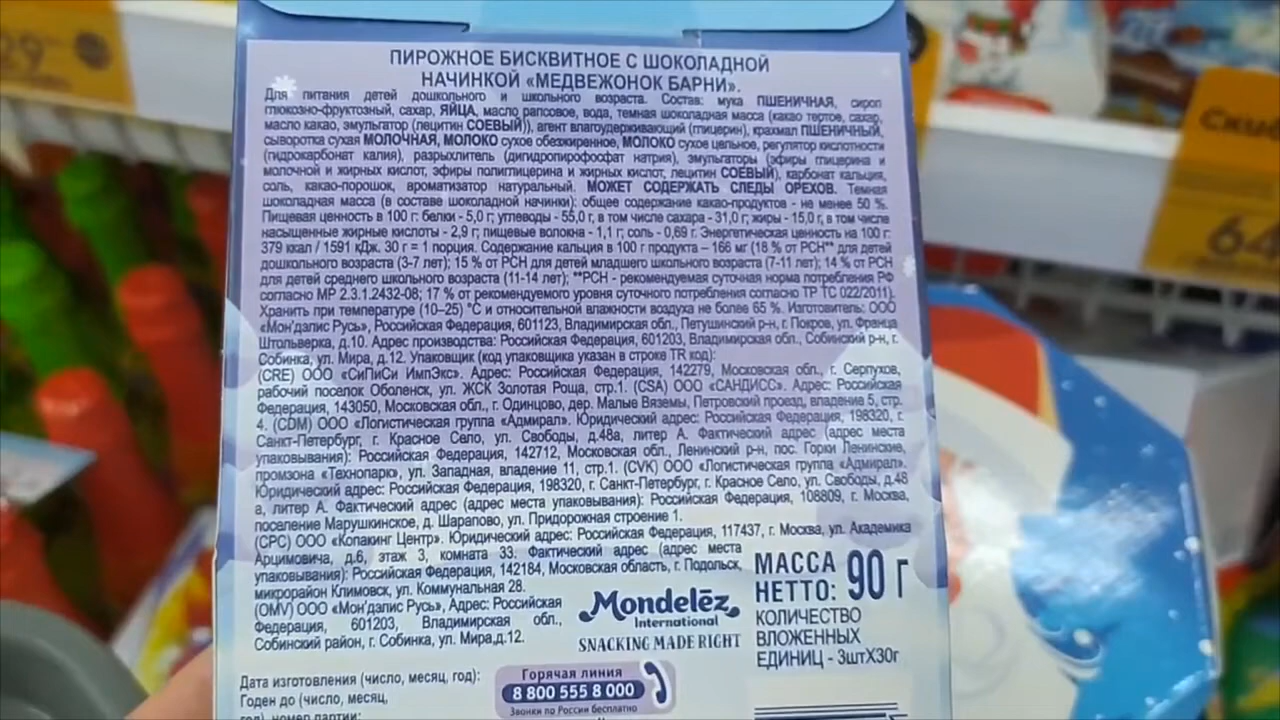 ПИРОЖНОЕ БИСКВИТНОЕ С ШОКОЛАДНОЙ
НАЧИНКОЙ «МЕДВЕЖОНОК БАРНИ».
Для питания детей дошкольного и школьного возраста. Состав: мука ПШЕНИЧНАЯ, сироп
глюкозно-фруктозный, сахар, ЯЙЦА, масло рапсовое, вода, темная шоколадная масса (какао тертое, сахар,
масло какао, эмульгатор (лецитин СОЕВЫЙ)), агент влагоудерживающий (глицерин), крахмал ПШЕНИЧНЫЙ,
сыворотка сухая МОЛОЧНАЯ, МОЛОКО сухое обезжиренное, МОЛОКО сухое цельное, регулятор кислотности
(гидрокарбонат калия), разрыхлитель (дигидропирофосфат натрия), эмульгаторы (эфиры глицерина и
молочной и жирных кислот, эфиры полиглицерина и жирных кислот, лецитин СОЕВЫЙ), карбонат кальция,
соль, какао-порошок, ароматизатор натуральный. МОЖЕТ СОДЕРЖАТЬ СЛЕДЫ ОРЕХОВ. Темная
шоколадная масса (в составе шоколадной начинки): общее содержание какао-продуктов - не менее 50 %.
Пищевая ценность в 100 г: белки - 5,0 г; углеводы - 55,0 г, в том числе сахара - 31,0 г; жиры - 15,0 г, в том числе
насыщенные жирные кислоты - 2,9 г; пищевые волокна - 1,1 г; соль - 0,69 г. Энергетическая ценность на 100 г:
379 ккал / 1591 кДж. 30 г = 1 порция. Содержание кальция в 100 г продукта – 166 мг (18 % от РСН** для детей
дошкольного возраста (3-7 лет); 15 % от РСН для детей младшего школьного возраста (7-11 лет); 14 % от РСН
для детей среднего школьного возраста (11-14 лет); **РСН - рекомендуемая суточная норма потребления РФ
согласно МР 2.3.1.2432-08; 17 % от рекомендуемого уровня суточного потребления согласно ТР ТС 022/2011).
Хранить при температуре (10–25) °С и относительной влажности воздуха не более 65 %. Изготовитель: ООО
«Мон'дэлис Русь», Российская Федерация, 601123, Владимирская обл., Петушинский р-н, г. Покров, ул. Франца
Штольверка, д.10. Адрес производства: Российская Федерация, 601203, Владимирская обл., Собинский р-н, г.
Собинка, ул. Мира, д.12. Упаковщик (код упаковщика указан в строке TR код):
(CRE) ООО «СиПиСи ИмпЭкс». Адрес: Российская Федерация, 142279, Московская обл., г. Серпухов,
рабочий поселок Оболенск, ул. ЖСК Золотая Роща, стр.1. (CSA) ООО «САНДИСС». Адрес: Российская
Федерация, 143050, Московская обл., г. Одинцово, дер. Малые Вяземы, Петровский проезд, владение 5, стр.
4. (CDM) ООО «Логистическая группа «Адмирал». Юридический адрес: Российская Федерация, 198320, г.
Санкт-Петербург, г. Красное Село, ул. Свободы, д.48а, литер А. Фактический адрес (адрес места
упаковывания): Российская Федерация, 142712, Московская обл., Ленинский р-н, пос. Горки Ленинские,
промзона «Технопарк», ул. Западная, владение 11, стр.1. (CVK) ООО «Логистическая группа «Адмирал».
Юридический адрес: Российская Федерация, 198320, г. Санкт-Петербург, г. Красное Село, ул. Свободы, д.48
а, литер А. Фактический адрес (адрес места упаковывания): Российская Федерация, 108809, г. Москва,
поселение Марушкинское, д. Шарапово, ул. Придорожная строение 1.
(CPC) ООО «Копакинг Центр». Юридический адрес: Российская Федерация, 117437, г. Москва, ул. Академика
Арцимовича, д.6, этаж 3, комната 33. Фактический адрес (адрес места
упаковывания): Российская Федерация, 142184, Московская область, г. Подольск,
микрорайон Климовск, ул. Коммунальная 28.
(OMV) ООО «Мон'дэлис Русь», Адрес: Российская
Федерация, 601203, Владимирская обл.,
Собинский район, г. Собинка, ул. Мира,д.12.
Mondelēz
International
SNACKING MADE RIGHT
МАССА
НЕТТО: 90 г
КОЛИЧЕСТВО
ВЛОЖЕННЫХ
ЕДИНИЦ - 3штХ30г
Дата изготовления (число, месяц, год):
Годен до (число, месяц,
год), номер партии:
Горячая линия
8 800 555 8 000
Звонки по России бесплатно
29
64